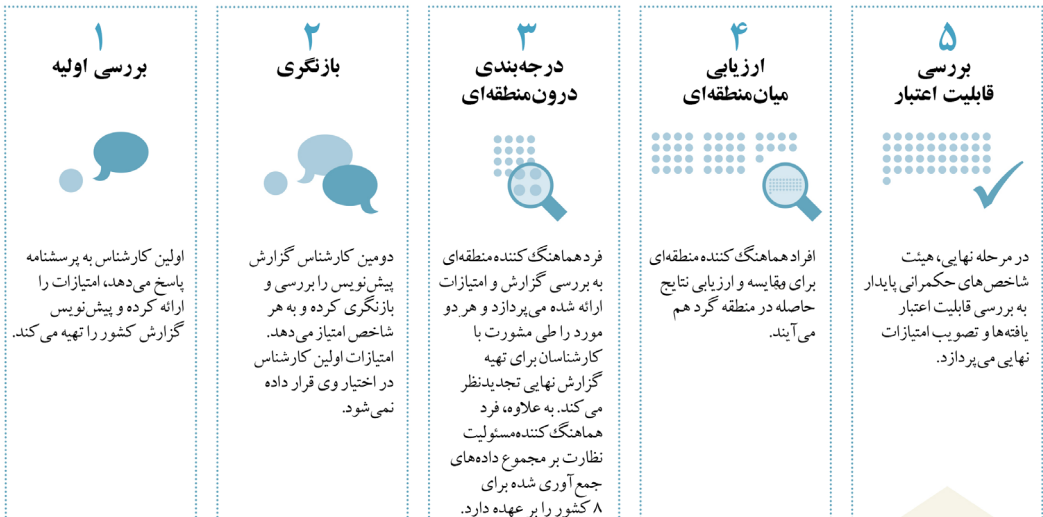 ۱
بررسی اولیه
اولین کارشناس به پرسشنامه
پاسخ می‌دهد، امتیازات را
ارائه کرده و پیش‌نویس
گزارش کشور را تهیه می‌کند.
۲
بازنگری
دومین کارشناس گزارش
پیش‌نویس را بررسی و
بازنگری کرده و به هر
شاخص امتیاز می‌دهد.
امتیازات اولین کارشناس
در اختیار وی قرار داده
نمی‌شود.
۳
درجه‌بندی
درون‌منطقه‌ای
فرد هماهنگ کننده منطقه‌ای
به بررسی گزارش و امتیازات
ارائه شده می‌پردازد و هر دو
مورد را طی مشورت با
کارشناسان برای تهیه
گزارش نهایی تجدیدنظر
می‌کند. به علاوه، فرد
هماهنگ کننده‌مسئولیت
نظارت بر مجموع داده‌های
جمع‌آوری شده برای
۸ کشور را بر عهده دارد.
۴
ارزیابی
میان‌منطقه‌ای
افراد هماهنگ کننده منطقه‌ای
برای مقایسه و ارزیابی نتایج
حاصله در منطقه گرد هم
می‌آیند.
۵
بررسی
قابلیت اعتبار
در مرحله نهایی، هیئت
شاخص‌های حکمرانی پایدار
به بررسی قابلیت اعتبار
یافته‌ها و تصویب امتیازات
نهایی می‌پردازد.